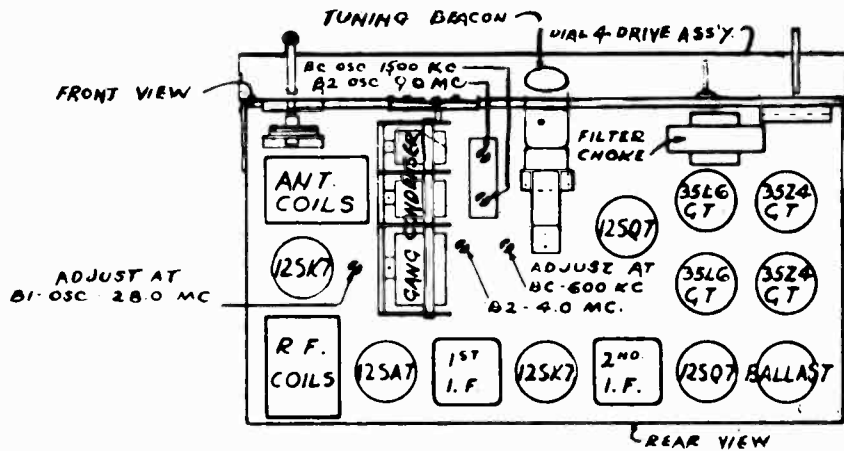 TUNING BEACON
DIAL & DRIVE ASS'Y.
BC OSC 1500 KC
B2 OSC 9.0 MC
FRONT VIEW
FILTER
CHOKE
ANT.
COILS
GANG CONDENSER
35L6
GT
35Z4
GT
12SQ7
12SK7
ADJUST AT
B1-OSC-28.0 MC
ADJUST AT
BC-600 KC
B2-4.0 MC.
35L6
GT
35Z4
GT
R.F.
COILS
12SA7
1ST
I.F.
12SK7
2ND.
I.F.
12SQ7
BALLAST
REAR VIEW